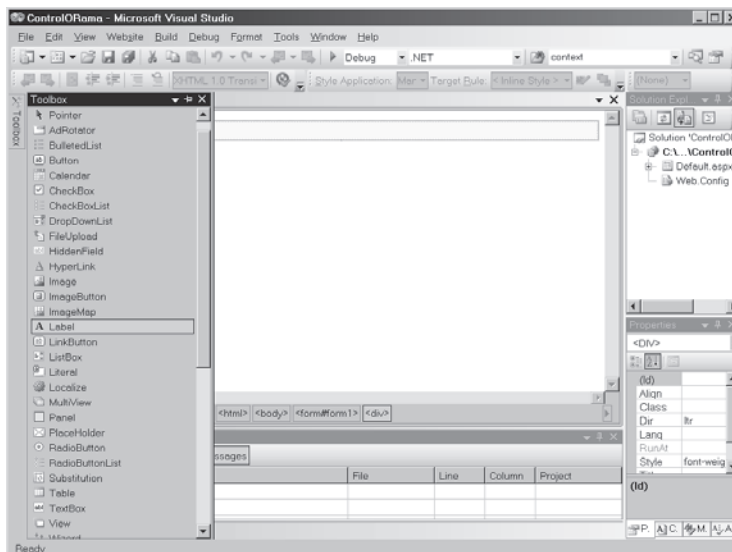 ControlORama - Microsoft Visual Studio
File Edit View Website Build Debug Format Tools Window Help
Debug .NET context
XHTML 1.0 Transi Style Application: Man Target Rule: < Inline Style > (None)
Toolbox
Toolbox
Pointer
AdRotator
BulletedList
Button
Calendar
CheckBox
CheckBoxList
DropDownList
FileUpload
HiddenField
HyperLink
Image
ImageButton
ImageMap
Label
LinkButton
ListBox
Literal
Localize
MultiView
Panel
PlaceHolder
RadioButton
RadioButtonList
Substitution
Table
TextBox
View
Wizard
<html> <body> <form#form1> <div>
ssages
File Line Column Project
Solution Expl...
Solution 'ControlO
C:\...\ControlO
Default.aspx
Web.Config
Properties
<DIV>
(Id)
Align
Class
Dir ltr
Lang
RunAt
Style font-weig
(Id)
P. C. M. A
Ready